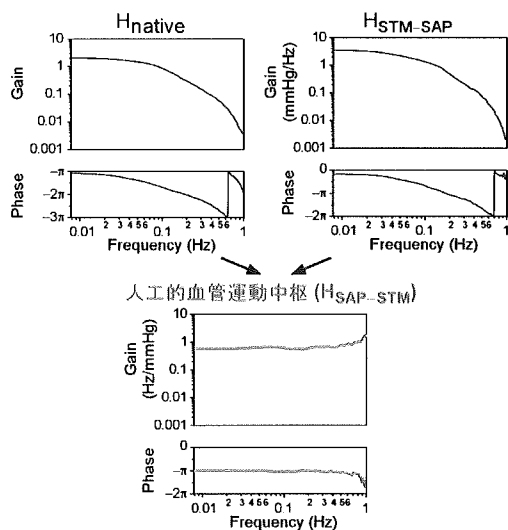 H_native
Gain
10
1
0.1
0.01
0.001
Phase
−π
−2π
−3π
0.01 2 3 4 5 6 0.1 2 3 4 5 6 1
Frequency (Hz)
H_STM−SAP
Gain
(mmHg/Hz)
10
1
0.1
0.01
0.001
Phase
0
−π
−2π
0.01 2 3 4 5 6 0.1 2 3 4 5 6 1
Frequency (Hz)
人工的血管運動中枢 (H_SAP−STM)
Gain
(Hz/mmHg)
10
1
0.1
0.01
0.001
Phase
0
−π
−2π
0.01 2 3 4 5 6 0.1 2 3 4 5 6 1
Frequency (Hz)